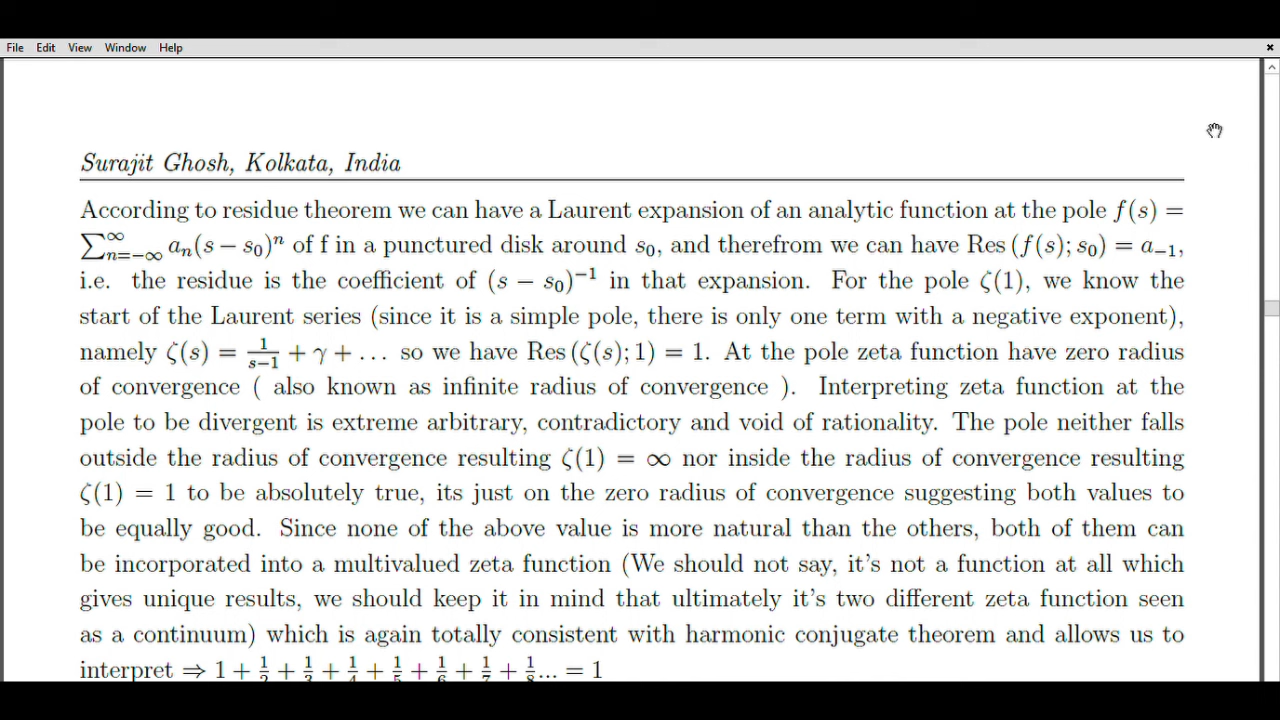 File Edit View Window Help
Surajit Ghosh, Kolkata, India
According to residue theorem we can have a Laurent expansion of an analytic function at the pole f(s) =
∑_{n=−∞}^{∞} a_n(s − s_0)^n of f in a punctured disk around s_0, and therefrom we can have Res (f(s); s_0) = a_{−1},
i.e. the residue is the coefficient of (s − s_0)^{−1} in that expansion. For the pole ζ(1), we know the
start of the Laurent series (since it is a simple pole, there is only one term with a negative exponent),
namely ζ(s) = 1/(s−1) + γ + … so we have Res (ζ(s); 1) = 1. At the pole zeta function have zero radius
of convergence ( also known as infinite radius of convergence ). Interpreting zeta function at the
pole to be divergent is extreme arbitrary, contradictory and void of rationality. The pole neither falls
outside the radius of convergence resulting ζ(1) = ∞ nor inside the radius of convergence resulting
ζ(1) = 1 to be absolutely true, its just on the zero radius of convergence suggesting both values to
be equally good. Since none of the above value is more natural than the others, both of them can
be incorporated into a multivalued zeta function (We should not say, it's not a function at all which
gives unique results, we should keep it in mind that ultimately it's two different zeta function seen
as a continuum) which is again totally consistent with harmonic conjugate theorem and allows us to
interpret ⇒ 1 + 1/2 + 1/3 + 1/4 + 1/5 + 1/6 + 1/7 + 1/8... = 1